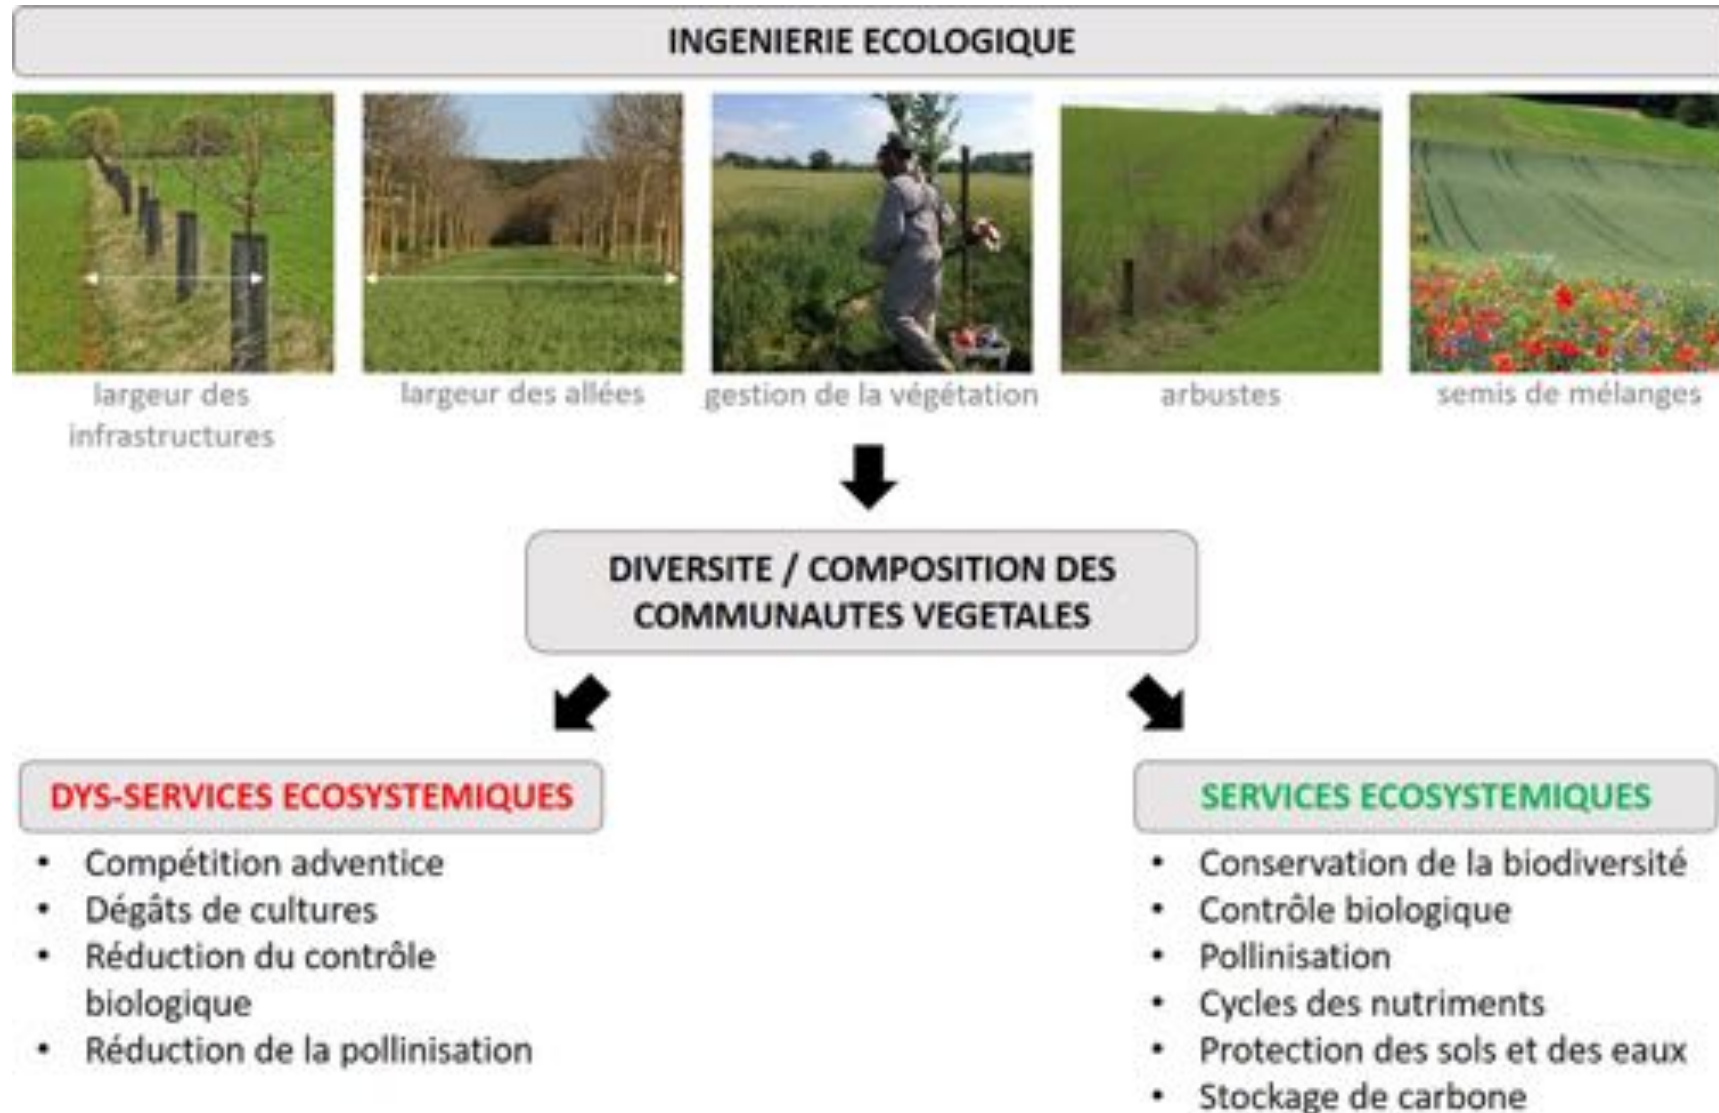 INGENIERIE ECOLOGIQUE
largeur des
infrastructures
largeur des allées
gestion de la végétation
arbustes
semis de mélanges
DIVERSITE / COMPOSITION DES
COMMUNAUTES VEGETALES
DYS-SERVICES ECOSYSTEMIQUES
• Compétition adventice
• Dégâts de cultures
• Réduction du contrôle
biologique
• Réduction de la pollinisation
SERVICES ECOSYSTEMIQUES
• Conservation de la biodiversité
• Contrôle biologique
• Pollinisation
• Cycles des nutriments
• Protection des sols et des eaux
• Stockage de carbone